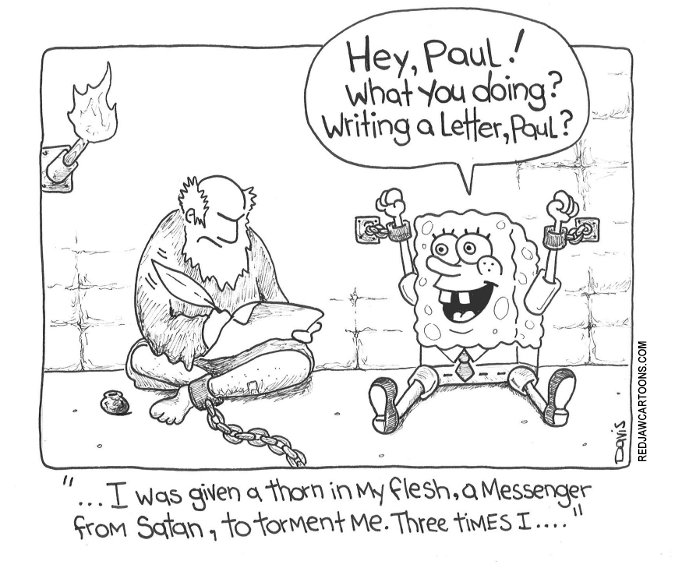 Hey, Paul!
What you doing?
Writing a Letter, Paul?
DAVIS
REDJAWCARTOONS.COM
"...I was given a thorn in my flesh, a Messenger
from Satan, to torment Me. Three times I...."